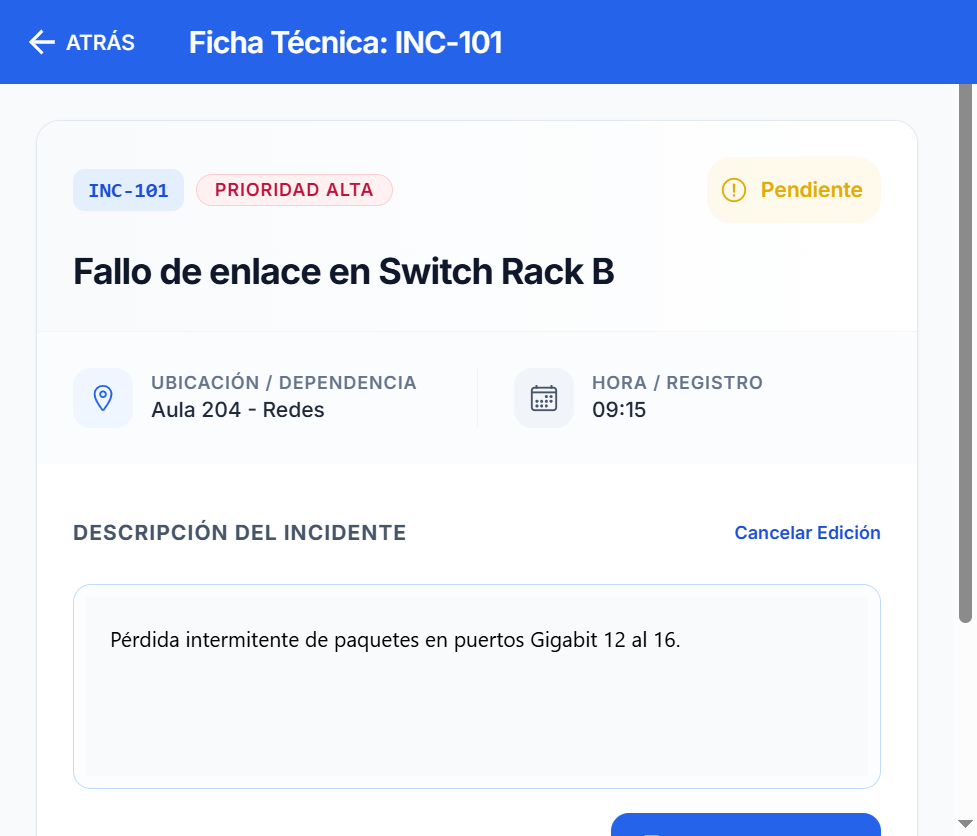 ATRÁS
Ficha Técnica: INC-101
INC-101
PRIORIDAD ALTA
Pendiente
Fallo de enlace en Switch Rack B
UBICACIÓN / DEPENDENCIA
Aula 204 - Redes
HORA / REGISTRO
09:15
DESCRIPCIÓN DEL INCIDENTE
Cancelar Edición
Pérdida intermitente de paquetes en puertos Gigabit 12 al 16.